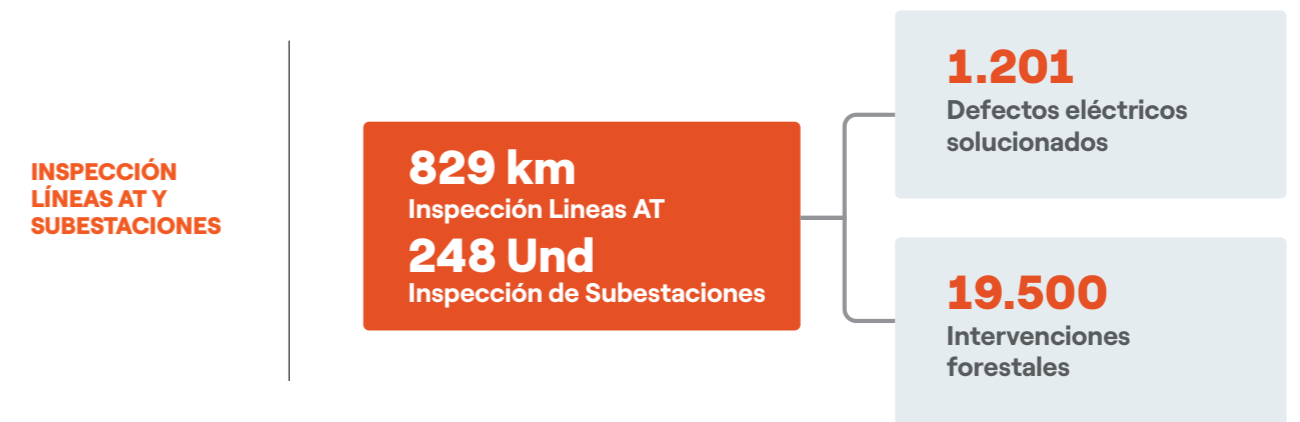 INSPECCIÓN
LÍNEAS AT Y
SUBESTACIONES
829 km
Inspección Lineas AT
248 Und
Inspección de Subestaciones
1.201
Defectos eléctricos
solucionados
19.500
Intervenciones
forestales